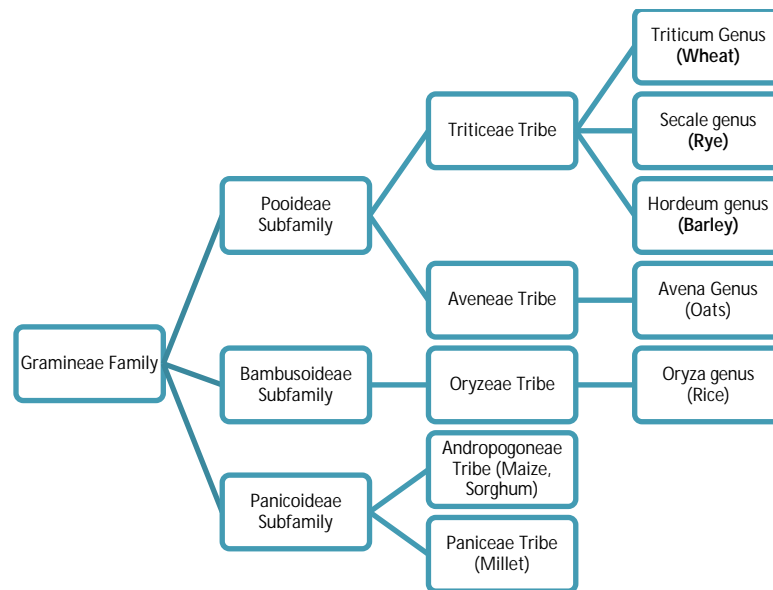 Triticum Genus
(Wheat)
Secale genus
(Rye)
Triticeae Tribe
Hordeum genus
(Barley)
Pooideae
Subfamily
Aveneae Tribe
Avena Genus
(Oats)
Gramineae Family
Bambusoideae
Subfamily
Oryzeae Tribe
Oryza genus
(Rice)
Andropogoneae
Tribe (Maize,
Sorghum)
Panicoideae
Subfamily
Paniceae Tribe
(Millet)